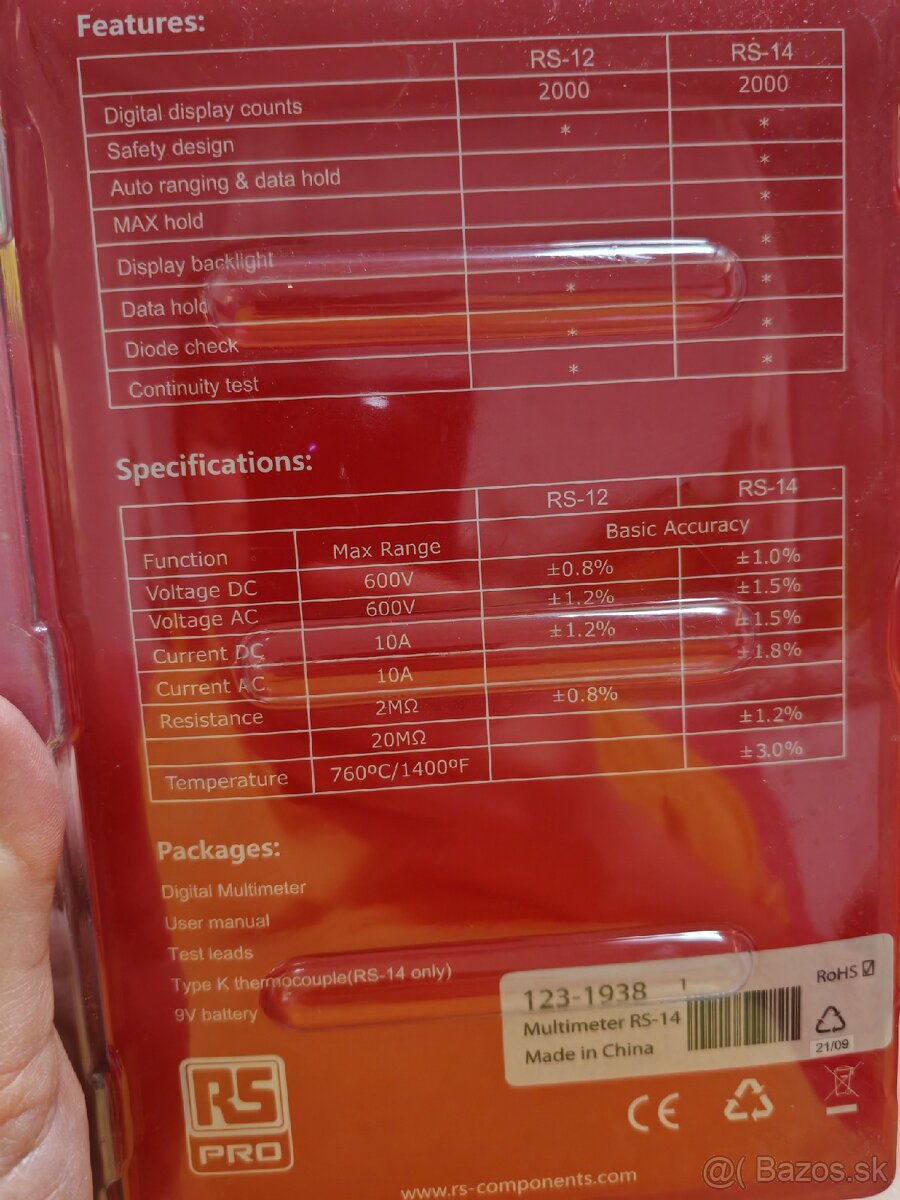 Features:
RS-12 RS-14
Digital display counts 2000 2000
Safety design * *
Auto ranging & data hold *
MAX hold *
Display backlight *
Data hold * *
Diode check * *
Continuity test * *
Specifications:
RS-12 RS-14
Function Max Range Basic Accuracy
Voltage DC 600V ±0.8% ±1.0%
Voltage AC 600V ±1.2% ±1.5%
Current DC 10A ±1.2% ±1.5%
Current AC 10A ±1.8%
Resistance 2MΩ ±0.8%
20MΩ ±1.2%
Temperature 760ºC/1400ºF ±3.0%
Packages:
Digital Multimeter
User manual
Test leads
Type K thermocouple(RS-14 only)
9V battery
123-1938 1
RoHS
Multimeter RS-14
Made in China
21/09
RS
PRO
CE
www.rs-components.com
@( Bazos.sk